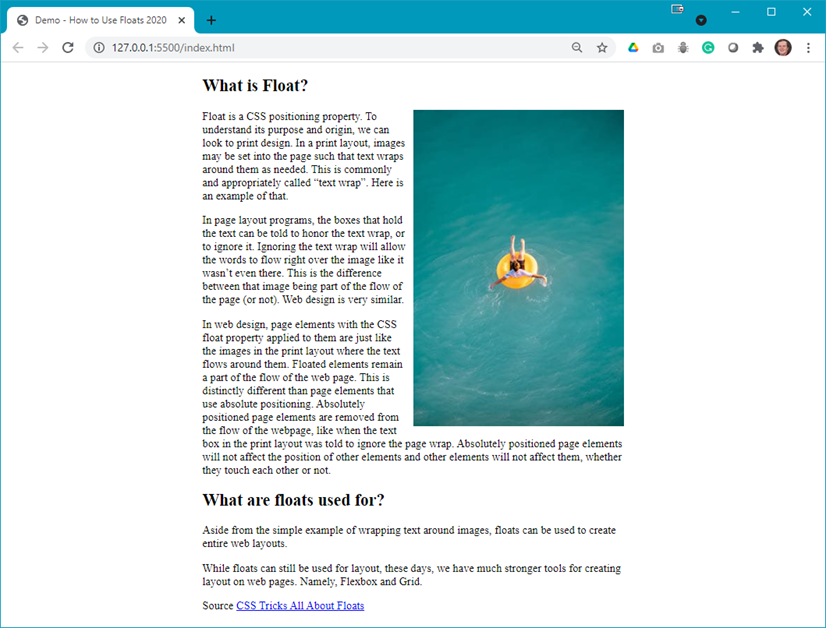 Demo - How to Use Floats 2020
127.0.0.1:5500/index.html
What is Float?
Float is a CSS positioning property. To
understand its purpose and origin, we can
look to print design. In a print layout, images
may be set into the page such that text wraps
around them as needed. This is commonly
and appropriately called “text wrap”. Here is
an example of that.
In page layout programs, the boxes that hold
the text can be told to honor the text wrap, or
to ignore it. Ignoring the text wrap will allow
the words to flow right over the image like it
wasn’t even there. This is the difference
between that image being part of the flow of
the page (or not). Web design is very similar.
In web design, page elements with the CSS
float property applied to them are just like
the images in the print layout where the text
flows around them. Floated elements remain
a part of the flow of the web page. This is
distinctly different than page elements that
use absolute positioning. Absolutely
positioned page elements are removed from
the flow of the webpage, like when the text
box in the print layout was told to ignore the page wrap. Absolutely positioned page elements
will not affect the position of other elements and other elements will not affect them, whether
they touch each other or not.
What are floats used for?
Aside from the simple example of wrapping text around images, floats can be used to create
entire web layouts.
While floats can still be used for layout, these days, we have much stronger tools for creating
layout on web pages. Namely, Flexbox and Grid.
Source CSS Tricks All About Floats